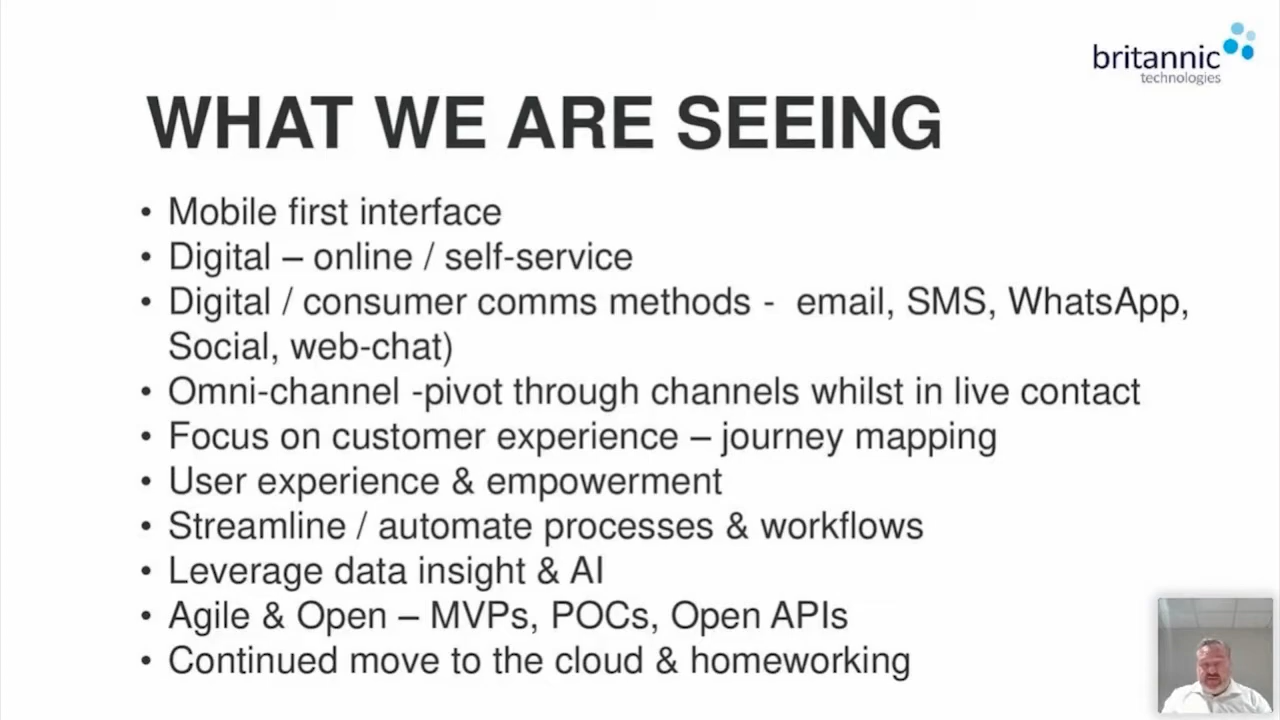 britannic
technologies
WHAT WE ARE SEEING
• Mobile first interface
• Digital – online / self-service
• Digital / consumer comms methods -  email, SMS, WhatsApp,
Social, web-chat)
• Omni-channel -pivot through channels whilst in live contact
• Focus on customer experience – journey mapping
• User experience & empowerment
• Streamline / automate processes & workflows
• Leverage data insight & AI
• Agile & Open – MVPs, POCs, Open APIs
• Continued move to the cloud & homeworking